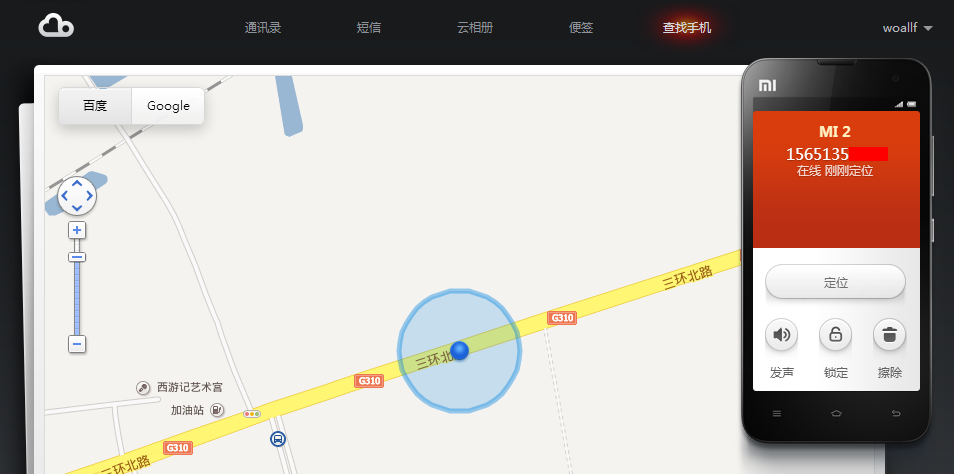 通讯录
短信
云相册
便签
查找手机
woallf
百度
Google
三环北路
G310
三环北
G310
西游记艺术宫
加油站
G310
三环北路
MI
MI 2
1565135
在线 刚刚定位
定位
发声
锁定
擦除